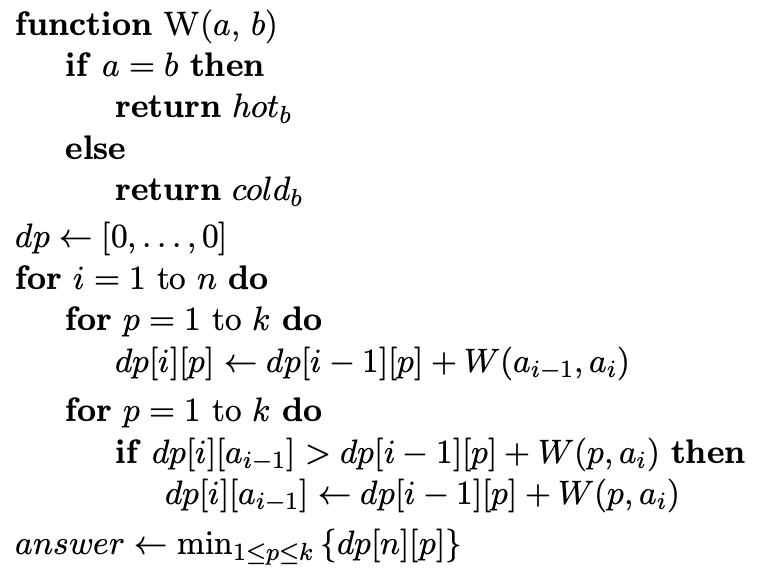 function W(a, b)
if a = b then
return hot_b
else
return cold_b
dp ← [0, . . . , 0]
for i = 1 to n do
for p = 1 to k do
dp[i][p] ← dp[i − 1][p] + W(a_{i−1}, a_i)
for p = 1 to k do
if dp[i][a_{i−1}] > dp[i − 1][p] + W(p, a_i) then
dp[i][a_{i−1}] ← dp[i − 1][p] + W(p, a_i)
answer ← min_{1≤p≤k} {dp[n][p]}